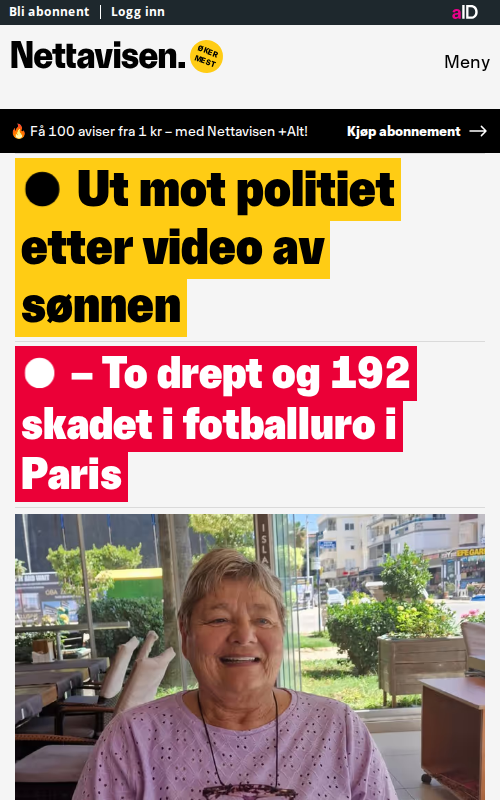 Bli abonnent Logg inn
aID
Nettavisen.
ØKER
MEST
Meny
🔥 Få 100 aviser fra 1 kr – med Nettavisen +Alt!
Kjøp abonnement →
Ut mot politiet
etter video av
sønnen
– To drept og 192
skadet i fotballuro i
Paris
ISLA